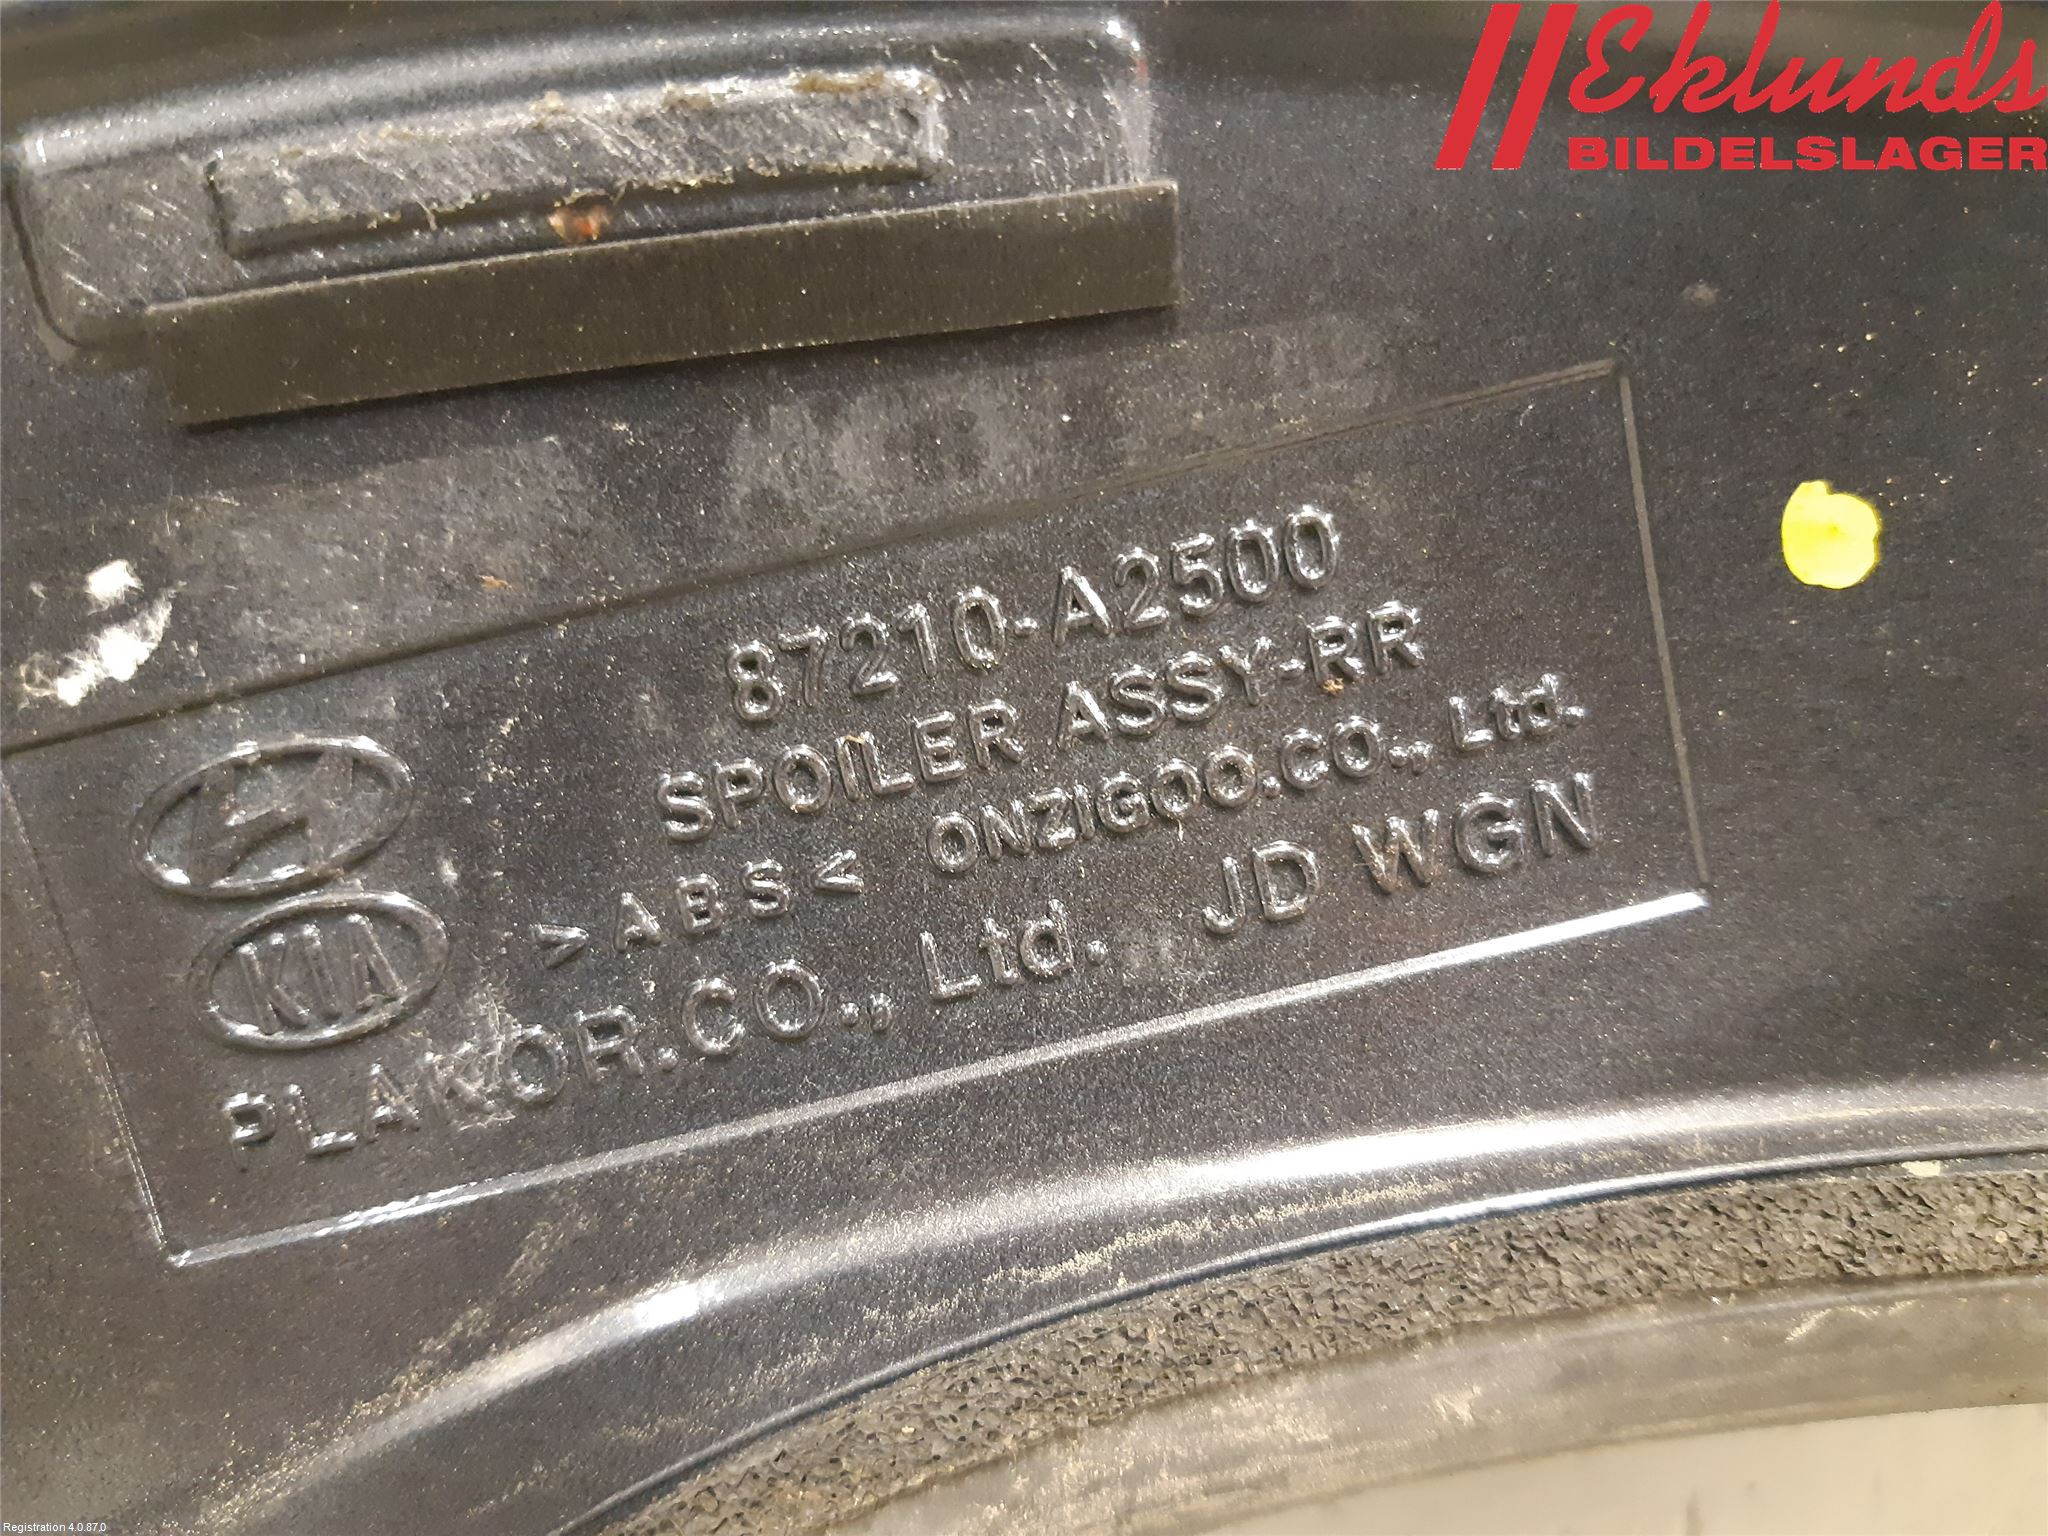 Eklunds
BILDELSLAGER
87210-A2500
SPOILER ASSY-RR
>ABS< ONZIGOO.CO., Ltd.
KIA
PLAKOR.CO., Ltd. JD WGN
Registration 4.0.87.0